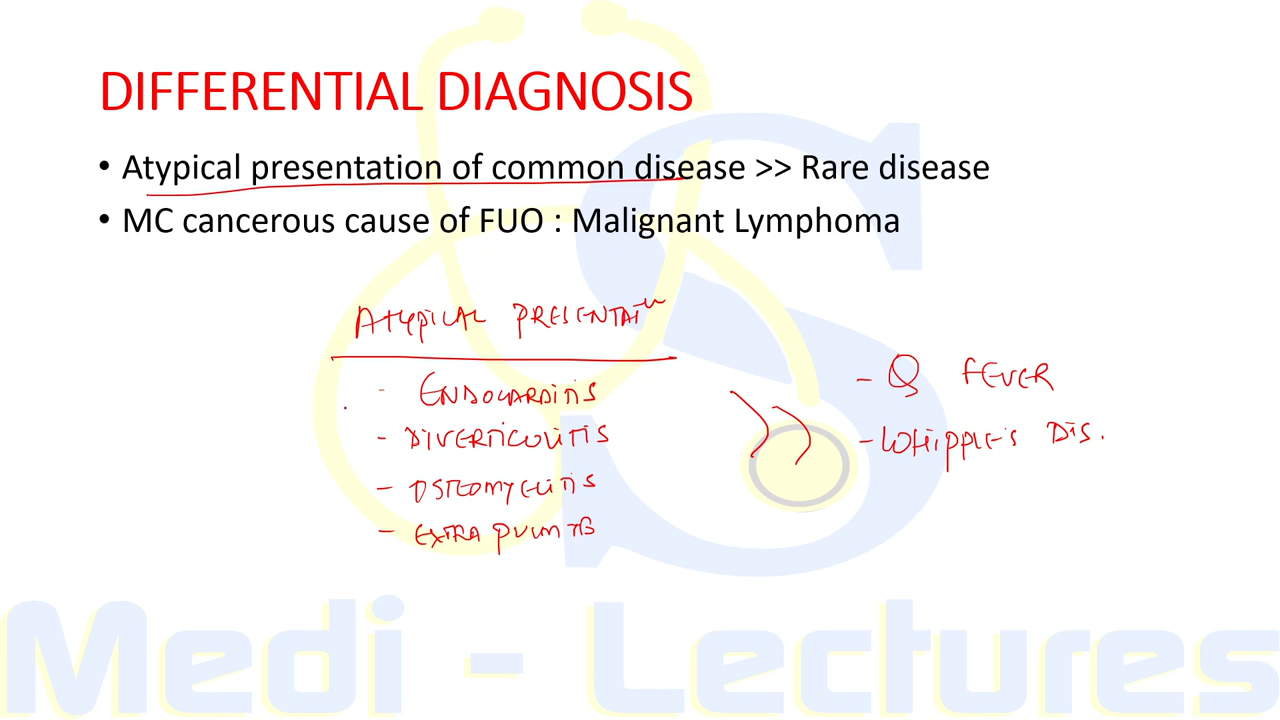 DIFFERENTIAL DIAGNOSIS
• Atypical presentation of common disease >> Rare disease
• MC cancerous cause of FUO : Malignant Lymphoma
ATYPICAL PRESENTATN
- ENDOCARDITIS
- DIVERTICULITIS
- OSTEOMYELITIS
- EXTRA PULM TB
>>
- Q FEVER
- WHIPPLE'S DIS.
Medi - Lectures